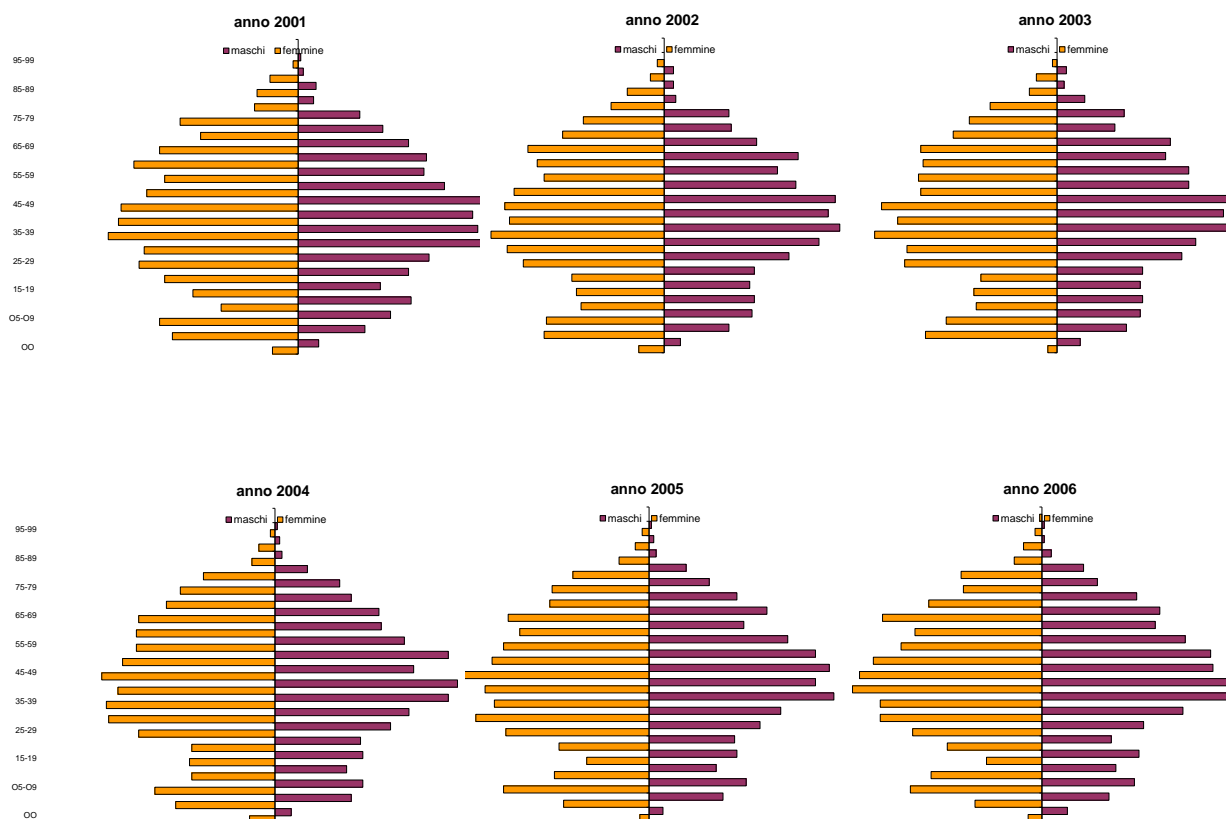 anno 2001
anno 2002
anno 2003
maschi femmine
maschi femmine
maschi femmine
95-99
85-89
75-79
65-69
55-59
45-49
35-39
25-29
15-19
O5-O9
OO
anno 2004
anno 2005
anno 2006
maschi femmine
maschi femmine
maschi femmine
95-99
85-89
75-79
65-69
55-59
45-49
35-39
25-29
15-19
O5-O9
OO